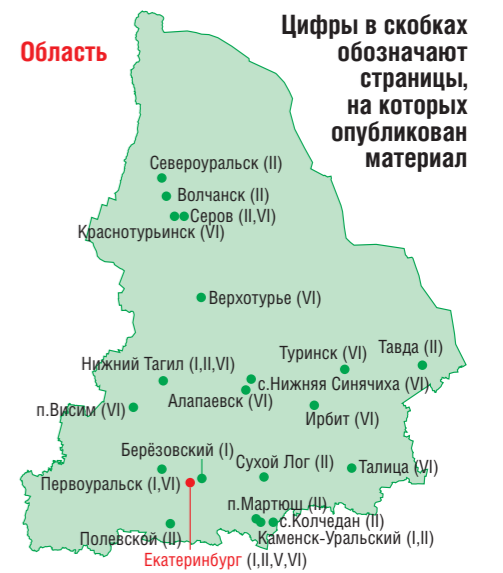 Область
Цифры в скобках
обозначают
страницы,
на которых
опубликован
материал
Североуральск (II)
Волчанск (II)
Серов (II,VI)
Краснотурьинск (VI)
Верхотурье (VI)
Тавда (II)
Туринск (VI)
Нижний Тагил (I,II,VI)
с.Нижняя Синячиха (VI)
Алапаевск (VI)
п.Висим (VI)
Ирбит (VI)
Берёзовский (I)
Сухой Лог (II)
Талица (VI)
Первоуральск (I,VI)
п.Мартюш (II)
с.Колчедан (II)
Полевской (II)
Каменск-Уральский (I,II)
Екатеринбург (I,II,V,VI)